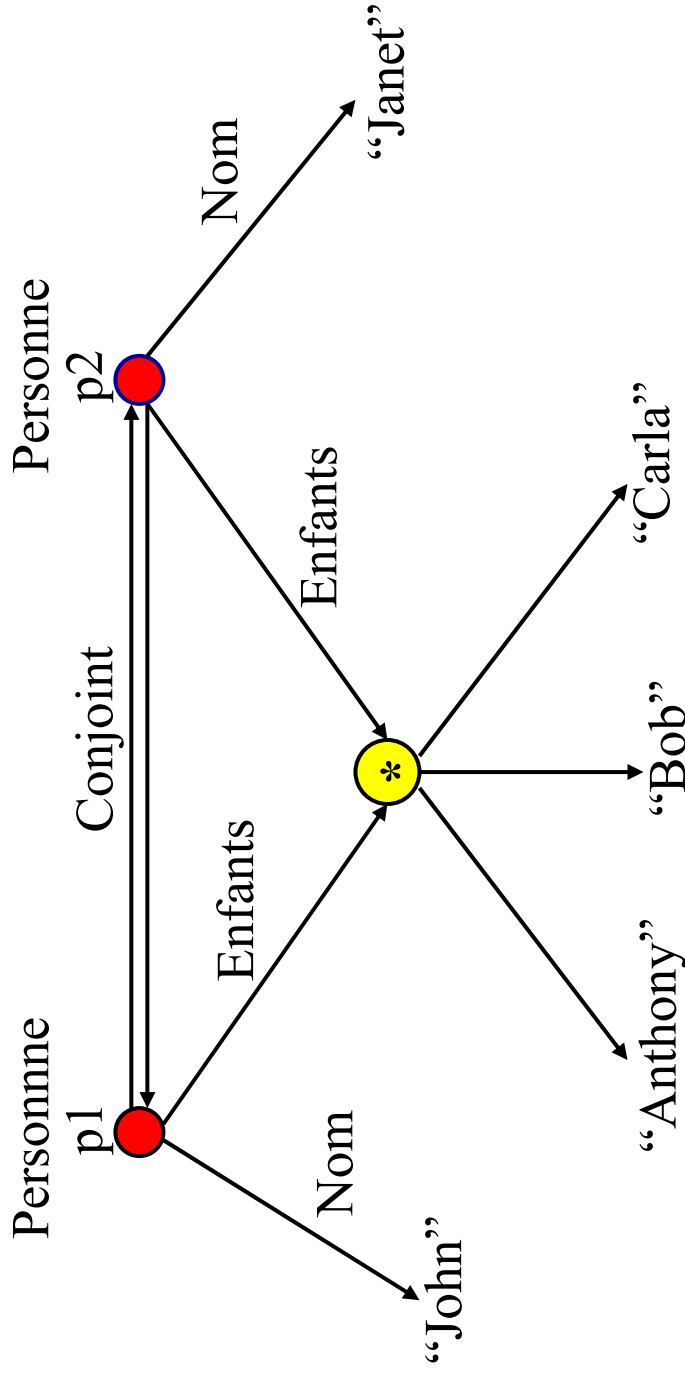 Personnne
p1
Personne
p2
Conjoint
Nom
Enfants
Enfants
Nom
“John”
“Janet”
*
“Anthony”
“Bob”
“Carla”